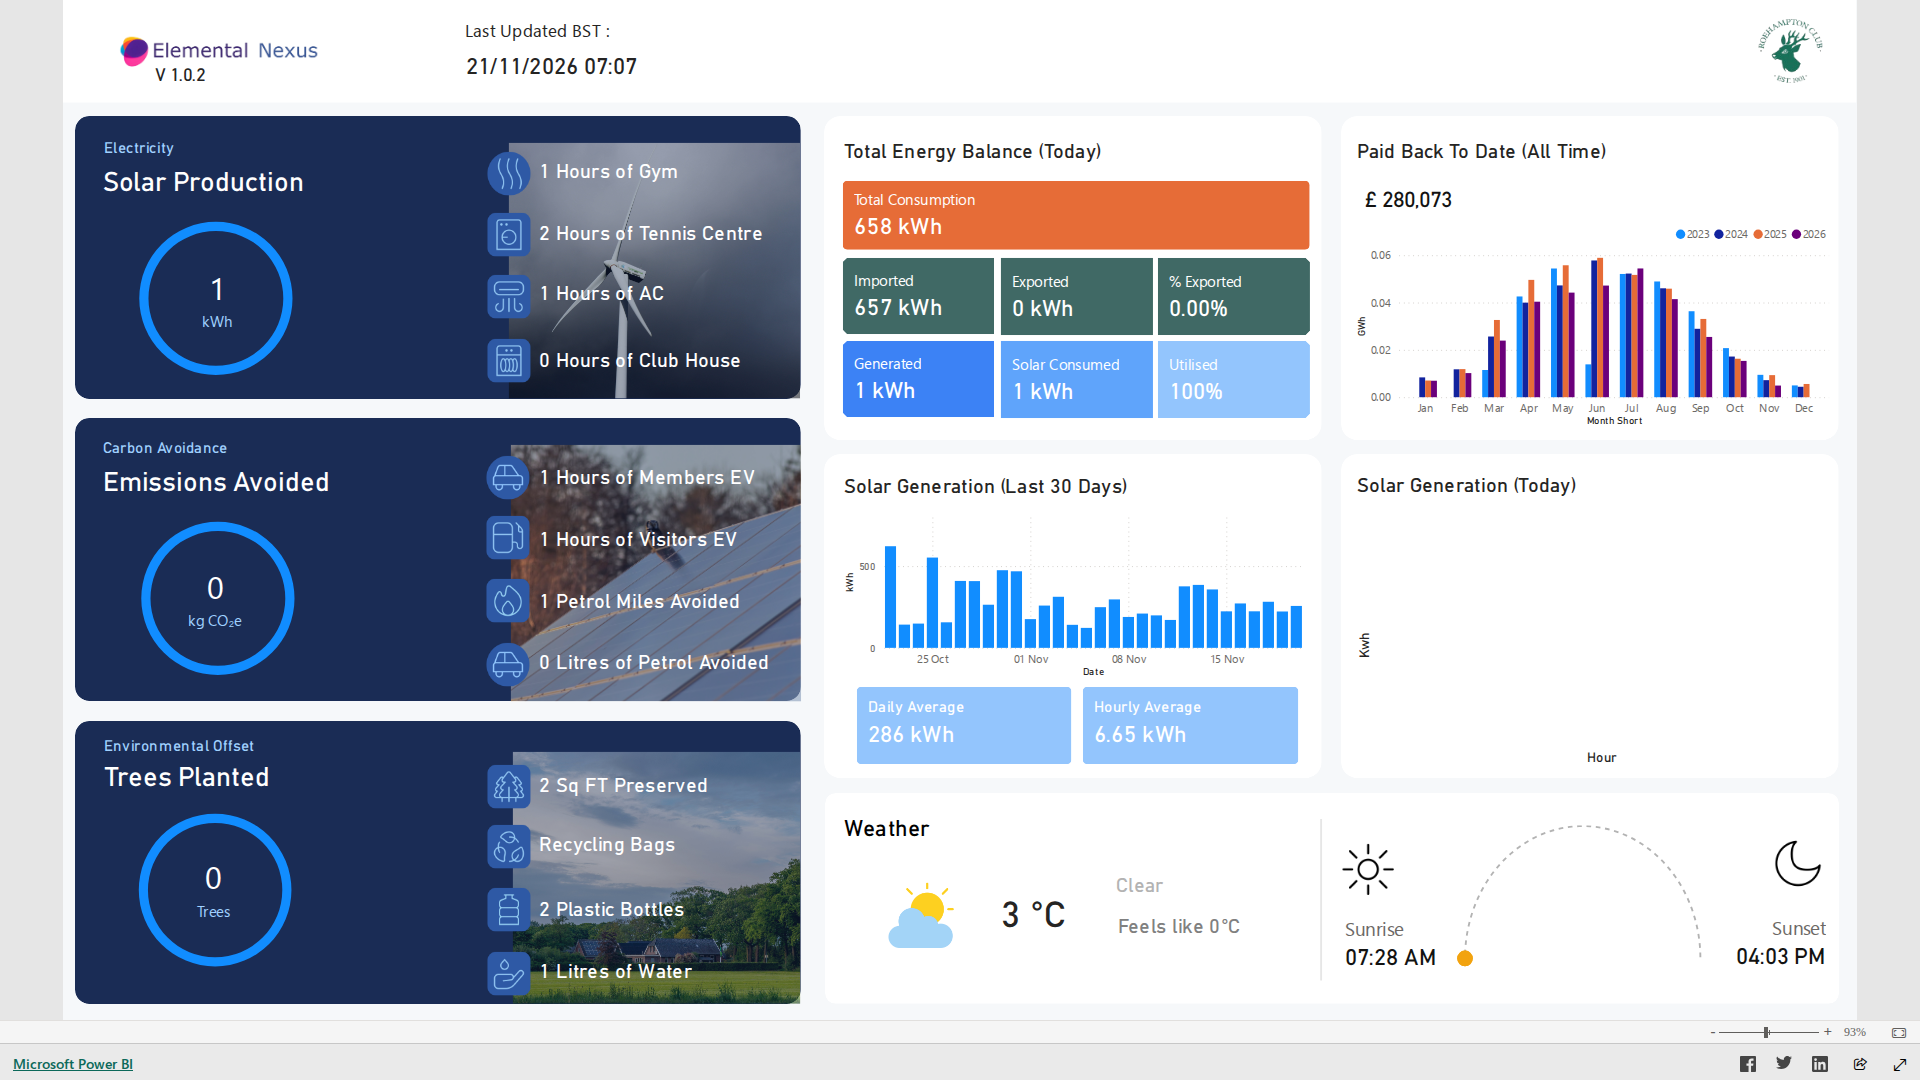 Elemental Nexus
V 1.0.2
Last Updated BST :
21/11/2026 07:07
ROEHAMPTON CLUB
EST. 1901
Electricity
Solar Production
1
kWh
1 Hours of Gym
2 Hours of Tennis Centre
1 Hours of AC
0 Hours of Club House
Carbon Avoidance
Emissions Avoided
0
kg CO₂e
1 Hours of Members EV
1 Hours of Visitors EV
1 Petrol Miles Avoided
0 Litres of Petrol Avoided
Environmental Offset
Trees Planted
0
Trees
2 Sq FT Preserved
Recycling Bags
2 Plastic Bottles
1 Litres of Water
Total Energy Balance (Today)
Total Consumption
658 kWh
Imported
657 kWh
Exported
0 kWh
% Exported
0.00%
Generated
1 kWh
Solar Consumed
1 kWh
Utilised
100%
Paid Back To Date (All Time)
£ 280,073
2023 2024 2025 2026
GWh
0.06
0.04
0.02
0.00
Jan Feb Mar Apr May Jun Jul Aug Sep Oct Nov Dec
Month Short
Solar Generation (Last 30 Days)
kWh
500
0
25 Oct 01 Nov 08 Nov 15 Nov
Date
Daily Average
286 kWh
Hourly Average
6.65 kWh
Solar Generation (Today)
Kwh
Hour
Weather
3 °C
Clear
Feels like 0°C
Sunrise
07:28 AM
Sunset
04:03 PM
- + 93%
Microsoft Power BI